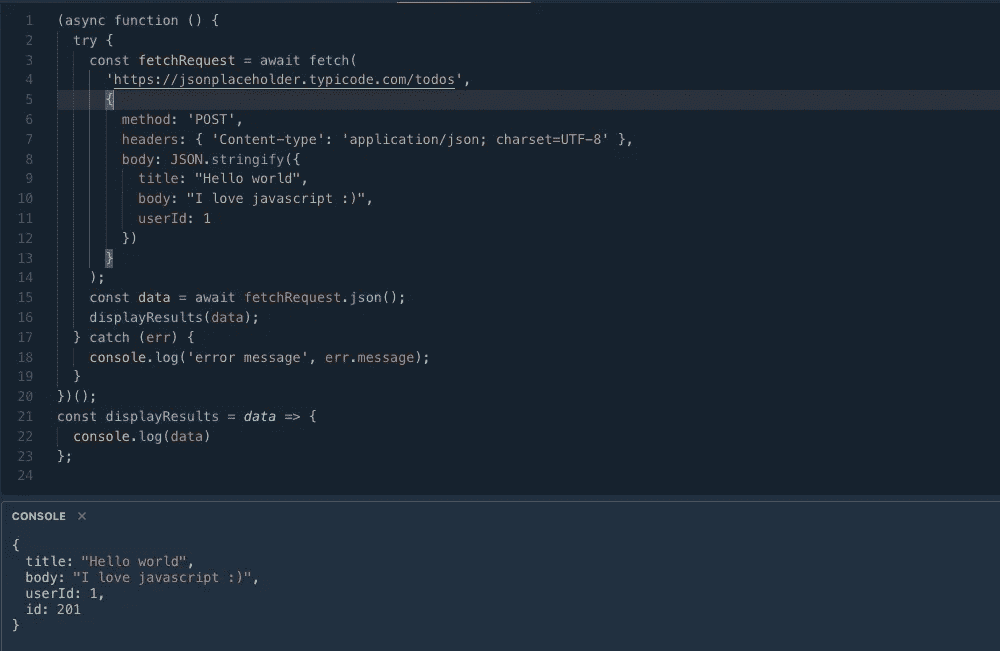 1 (async function () {
2 try {
3 const fetchRequest = await fetch(
4 'https://jsonplaceholder.typicode.com/todos',
5 {
6 method: 'POST',
7 headers: { 'Content-type': 'application/json; charset=UTF-8' },
8 body: JSON.stringify({
9 title: "Hello world",
10 body: "I love javascript :)",
11 userId: 1
12 })
13 }
14 );
15 const data = await fetchRequest.json();
16 displayResults(data);
17 } catch (err) {
18 console.log('error message', err.message);
19 }
20 })();
21 const displayResults = data => {
22 console.log(data)
23 };
24
CONSOLE ×
{
title: "Hello world",
body: "I love javascript :)",
userId: 1,
id: 201
}